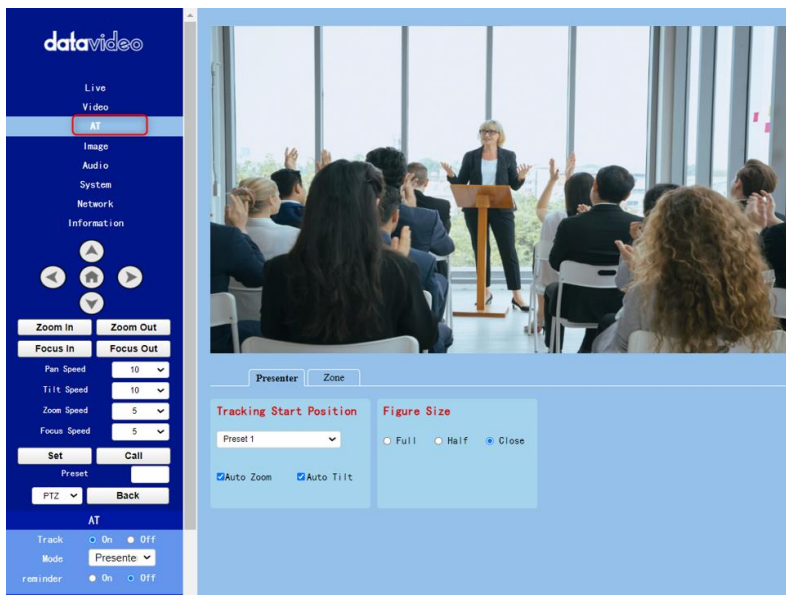 datavideo
Live
Video
AT
Image
Audio
System
Network
Information
Zoom In Zoom Out
Focus In Focus Out
Pan Speed 10
Tilt Speed 10
Zoom Speed 5
Focus Speed 5
Set Call
Preset
PTZ Back
AT
Track On Off
Mode Presente
reminder On Off
Presenter Zone
Tracking Start Position
Preset 1
Auto Zoom Auto Tilt
Figure Size
Full Half Close